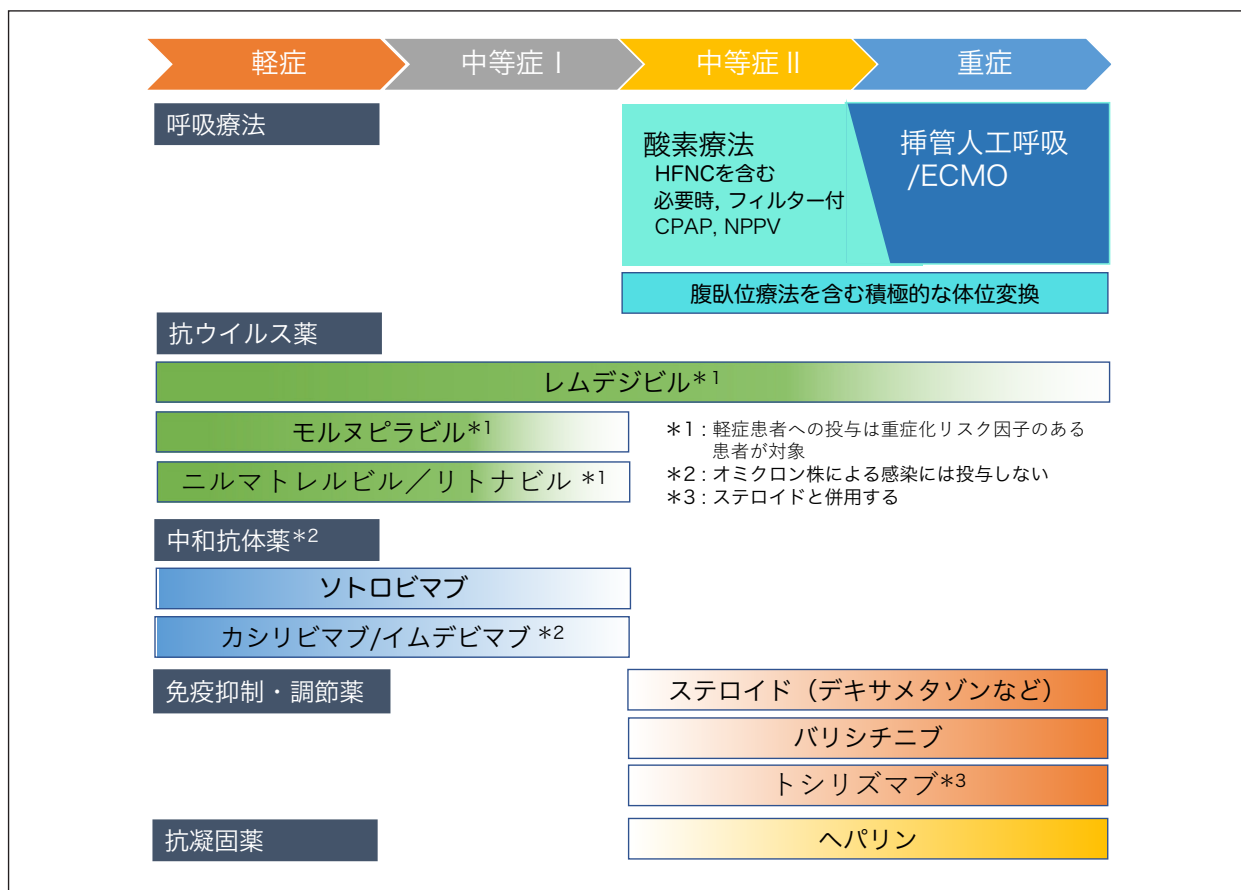 軽症
中等症Ⅰ
中等症Ⅱ
重症
呼吸療法
酸素療法
HFNCを含む
必要時, フィルター付
CPAP, NPPV
挿管人工呼吸
/ECMO
腹臥位療法を含む積極的な体位変換
抗ウイルス薬
レムデジビル*1
モルヌピラビル*1
ニルマトレルビル／リトナビル *1
*1：軽症患者への投与は重症化リスク因子のある
患者が対象
*2：オミクロン株による感染には投与しない
*3：ステロイドと併用する
中和抗体薬*2
ソトロビマブ
カシリビマブ/イムデビマブ *2
免疫抑制・調節薬
ステロイド（デキサメタゾンなど）
バリシチニブ
トシリズマブ*3
抗凝固薬
ヘパリン